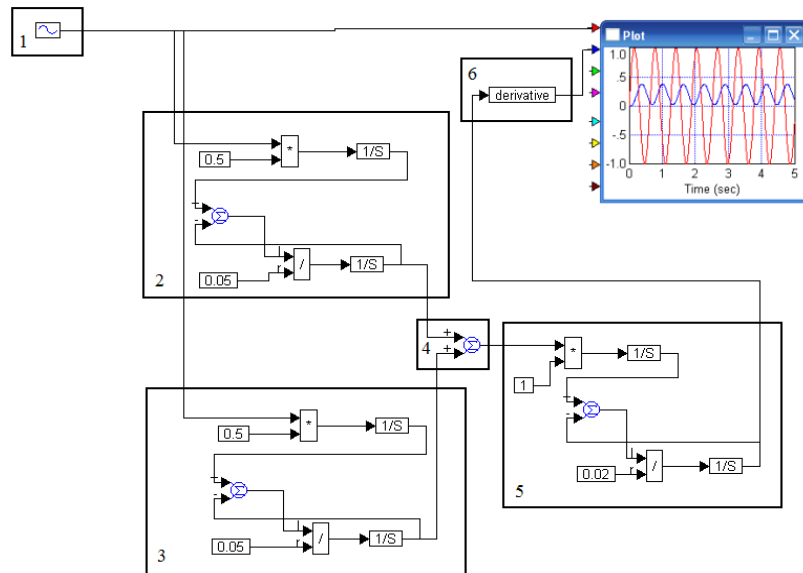 1
Plot
1.0
.5
0
-.5
-1.0
0 1 2 3 4 5
Time (sec)
6
derivative
2
0.5
*
1/S
+
-
Σ
0.05
l
r
/
1/S
4
+
+
Σ
5
*
1
1/S
-
-
Σ
0.02
l
r
/
1/S
3
0.5
*
1/S
-
-
Σ
0.05
l
r
/
1/S